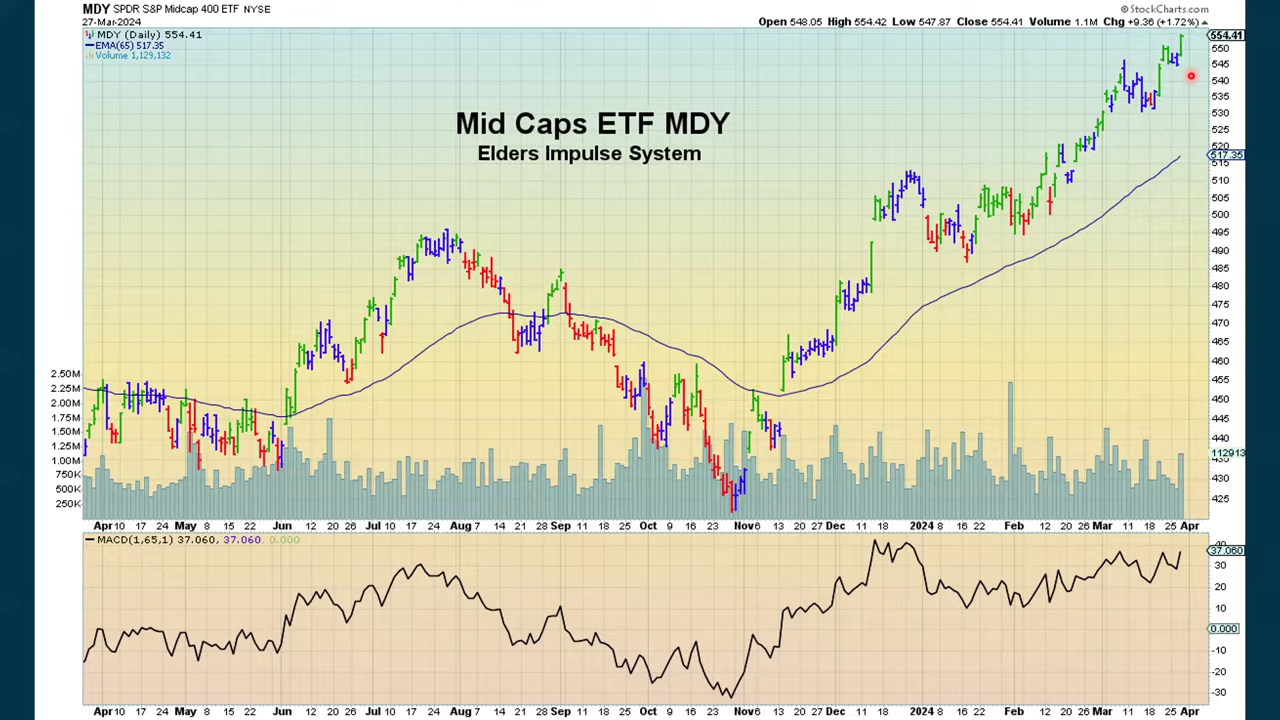 MDY SPDR S&P Midcap 400 ETF NYSE © StockCharts.com
27-Mar-2024 Open 548.05 High 554.42 Low 547.87 Close 554.41 Volume 1.1M Chg +9.36 (+1.72%)
MDY (Daily) 554.41
EMA(65) 517.35
Volume 1,129,132
Mid Caps ETF MDY
Elders Impulse System
554.41
550
545
540
535
530
525
520
517.35
515
510
505
500
495
490
485
480
475
470
465
460
455
450
445
440
112913
435
430
425
2.50M
2.25M
2.00M
1.75M
1.50M
1.25M
1.00M
750K
500K
250K
Apr 10 17 24 May 8 15 22 Jun 12 20 26 Jul 10 17 24 Aug 7 14 21 28 Sep 11 18 25 Oct 9 16 23 Nov 6 13 20 27 Dec 11 18 2024 8 16 22 Feb 12 20 26 Mar 11 18 25 Apr
MACD(1,65,1) 37.060, 37.060, 0.000
40
37.060
30
20
10
0.000
-10
-20
-30
Apr 10 17 24 May 8 15 22 Jun 12 20 26 Jul 10 17 24 Aug 7 14 21 28 Sep 11 18 25 Oct 9 16 23 Nov 6 13 20 27 Dec 11 18 2024 8 16 22 Feb 12 20 26 Mar 11 18 25 Apr